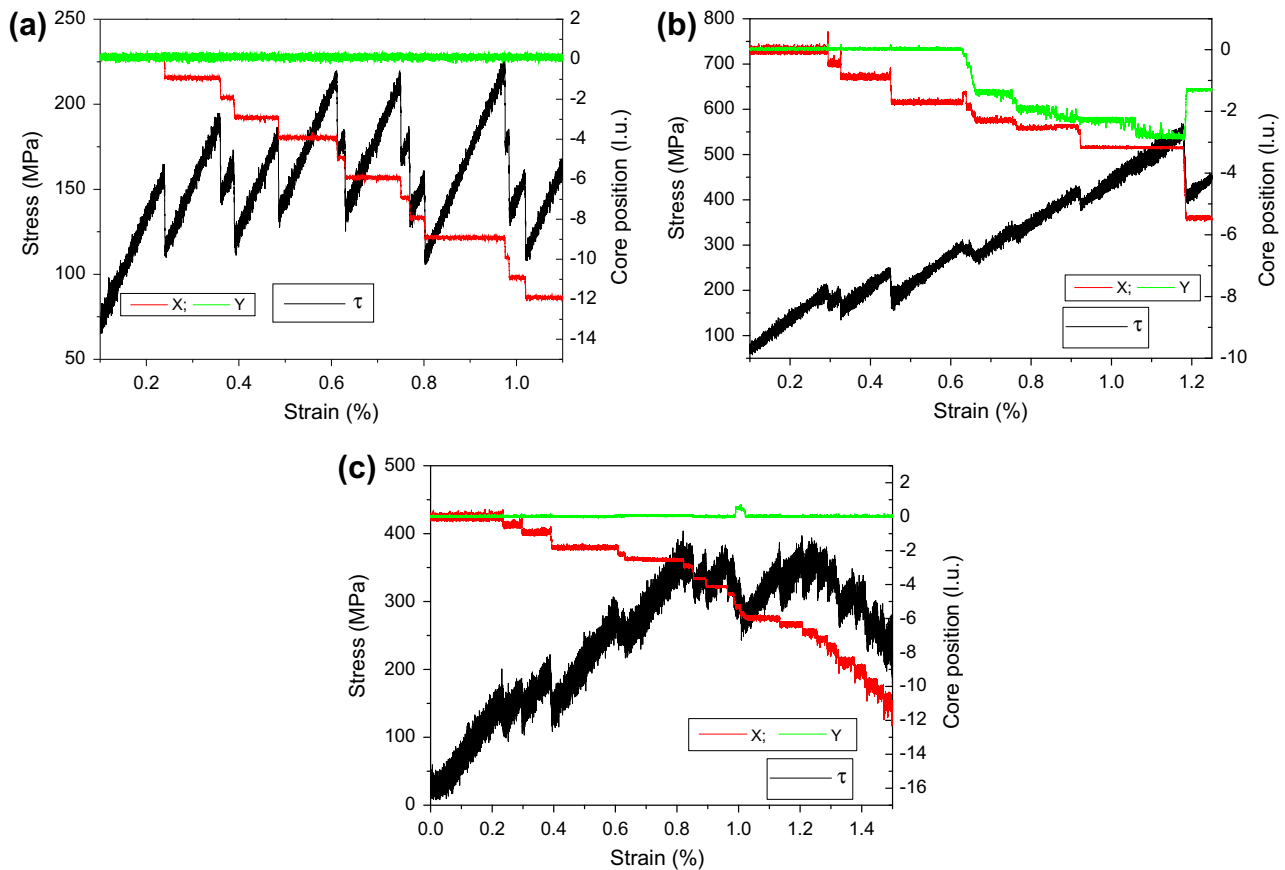 (a)
250
200
150
100
50
Stress (MPa)
2
0
-2
-4
-6
-8
-10
-12
-14
Core position (l.u.)
0.2 0.4 0.6 0.8 1.0
Strain (%)
X; Y
τ
(b)
800
700
600
500
400
300
200
100
Stress (MPa)
0
-2
-4
-6
-8
-10
Core position (l.u.)
0.2 0.4 0.6 0.8 1.0 1.2
Strain (%)
X; Y
τ
(c)
500
400
300
200
100
0
Stress (MPa)
2
0
-2
-4
-6
-8
-10
-12
-14
-16
Core position (l.u.)
0.0 0.2 0.4 0.6 0.8 1.0 1.2 1.4
Strain (%)
X; Y
τ